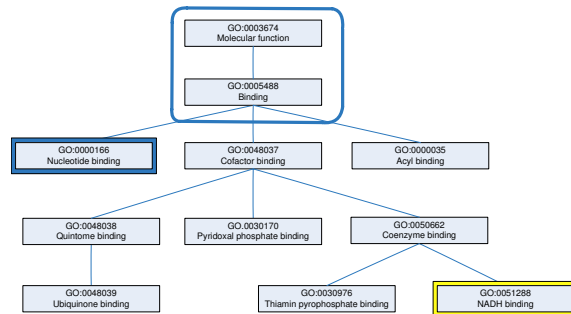 GO:0003674
Molecular function
GO:0005488
Binding
GO:0000166
Nucleotide binding
GO:0048037
Cofactor binding
GO:0000035
Acyl binding
GO:0048038
Quintome binding
GO:0030170
Pyridoxal phosphate binding
GO:0050662
Coenzyme binding
GO:0048039
Ubiquinone binding
GO:0030976
Thiamin pyrophosphate binding
GO:0051288
NADH binding